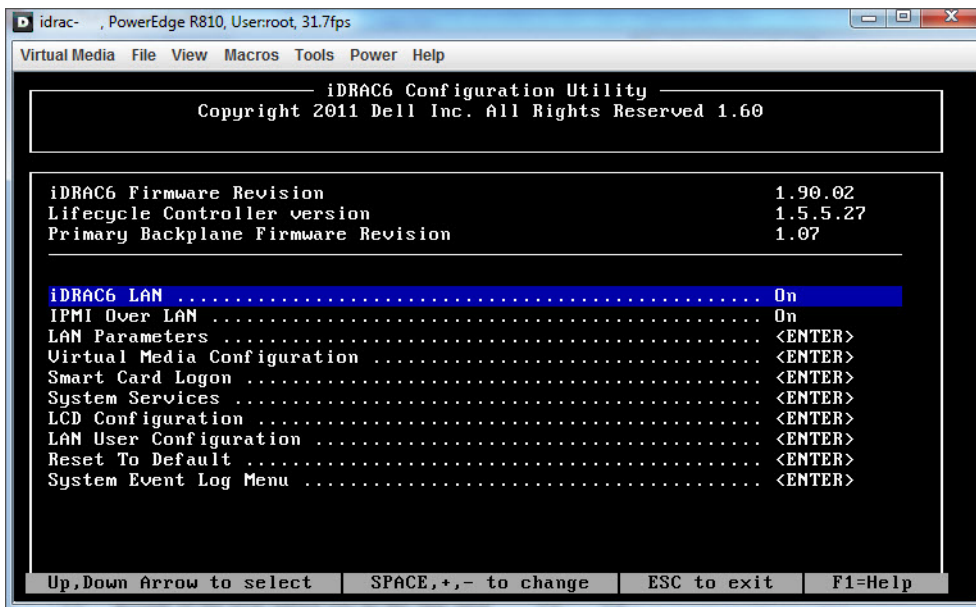 idrac-    , PowerEdge R810, User:root, 31.7fps
Virtual Media File View Macros Tools Power Help
iDRAC6 Configuration Utility
Copyright 2011 Dell Inc. All Rights Reserved 1.60
iDRAC6 Firmware Revision 1.90.02
Lifecycle Controller version 1.5.5.27
Primary Backplane Firmware Revision 1.07
iDRAC6 LAN ................................................... On
IPMI Over LAN ................................................ On
LAN Parameters ............................................... <ENTER>
Virtual Media Configuration .................................. <ENTER>
Smart Card Logon ............................................. <ENTER>
System Services .............................................. <ENTER>
LCD Configuration ............................................ <ENTER>
LAN User Configuration ....................................... <ENTER>
Reset To Default ............................................. <ENTER>
System Event Log Menu ........................................ <ENTER>
Up,Down Arrow to select SPACE,+,- to change ESC to exit F1=Help